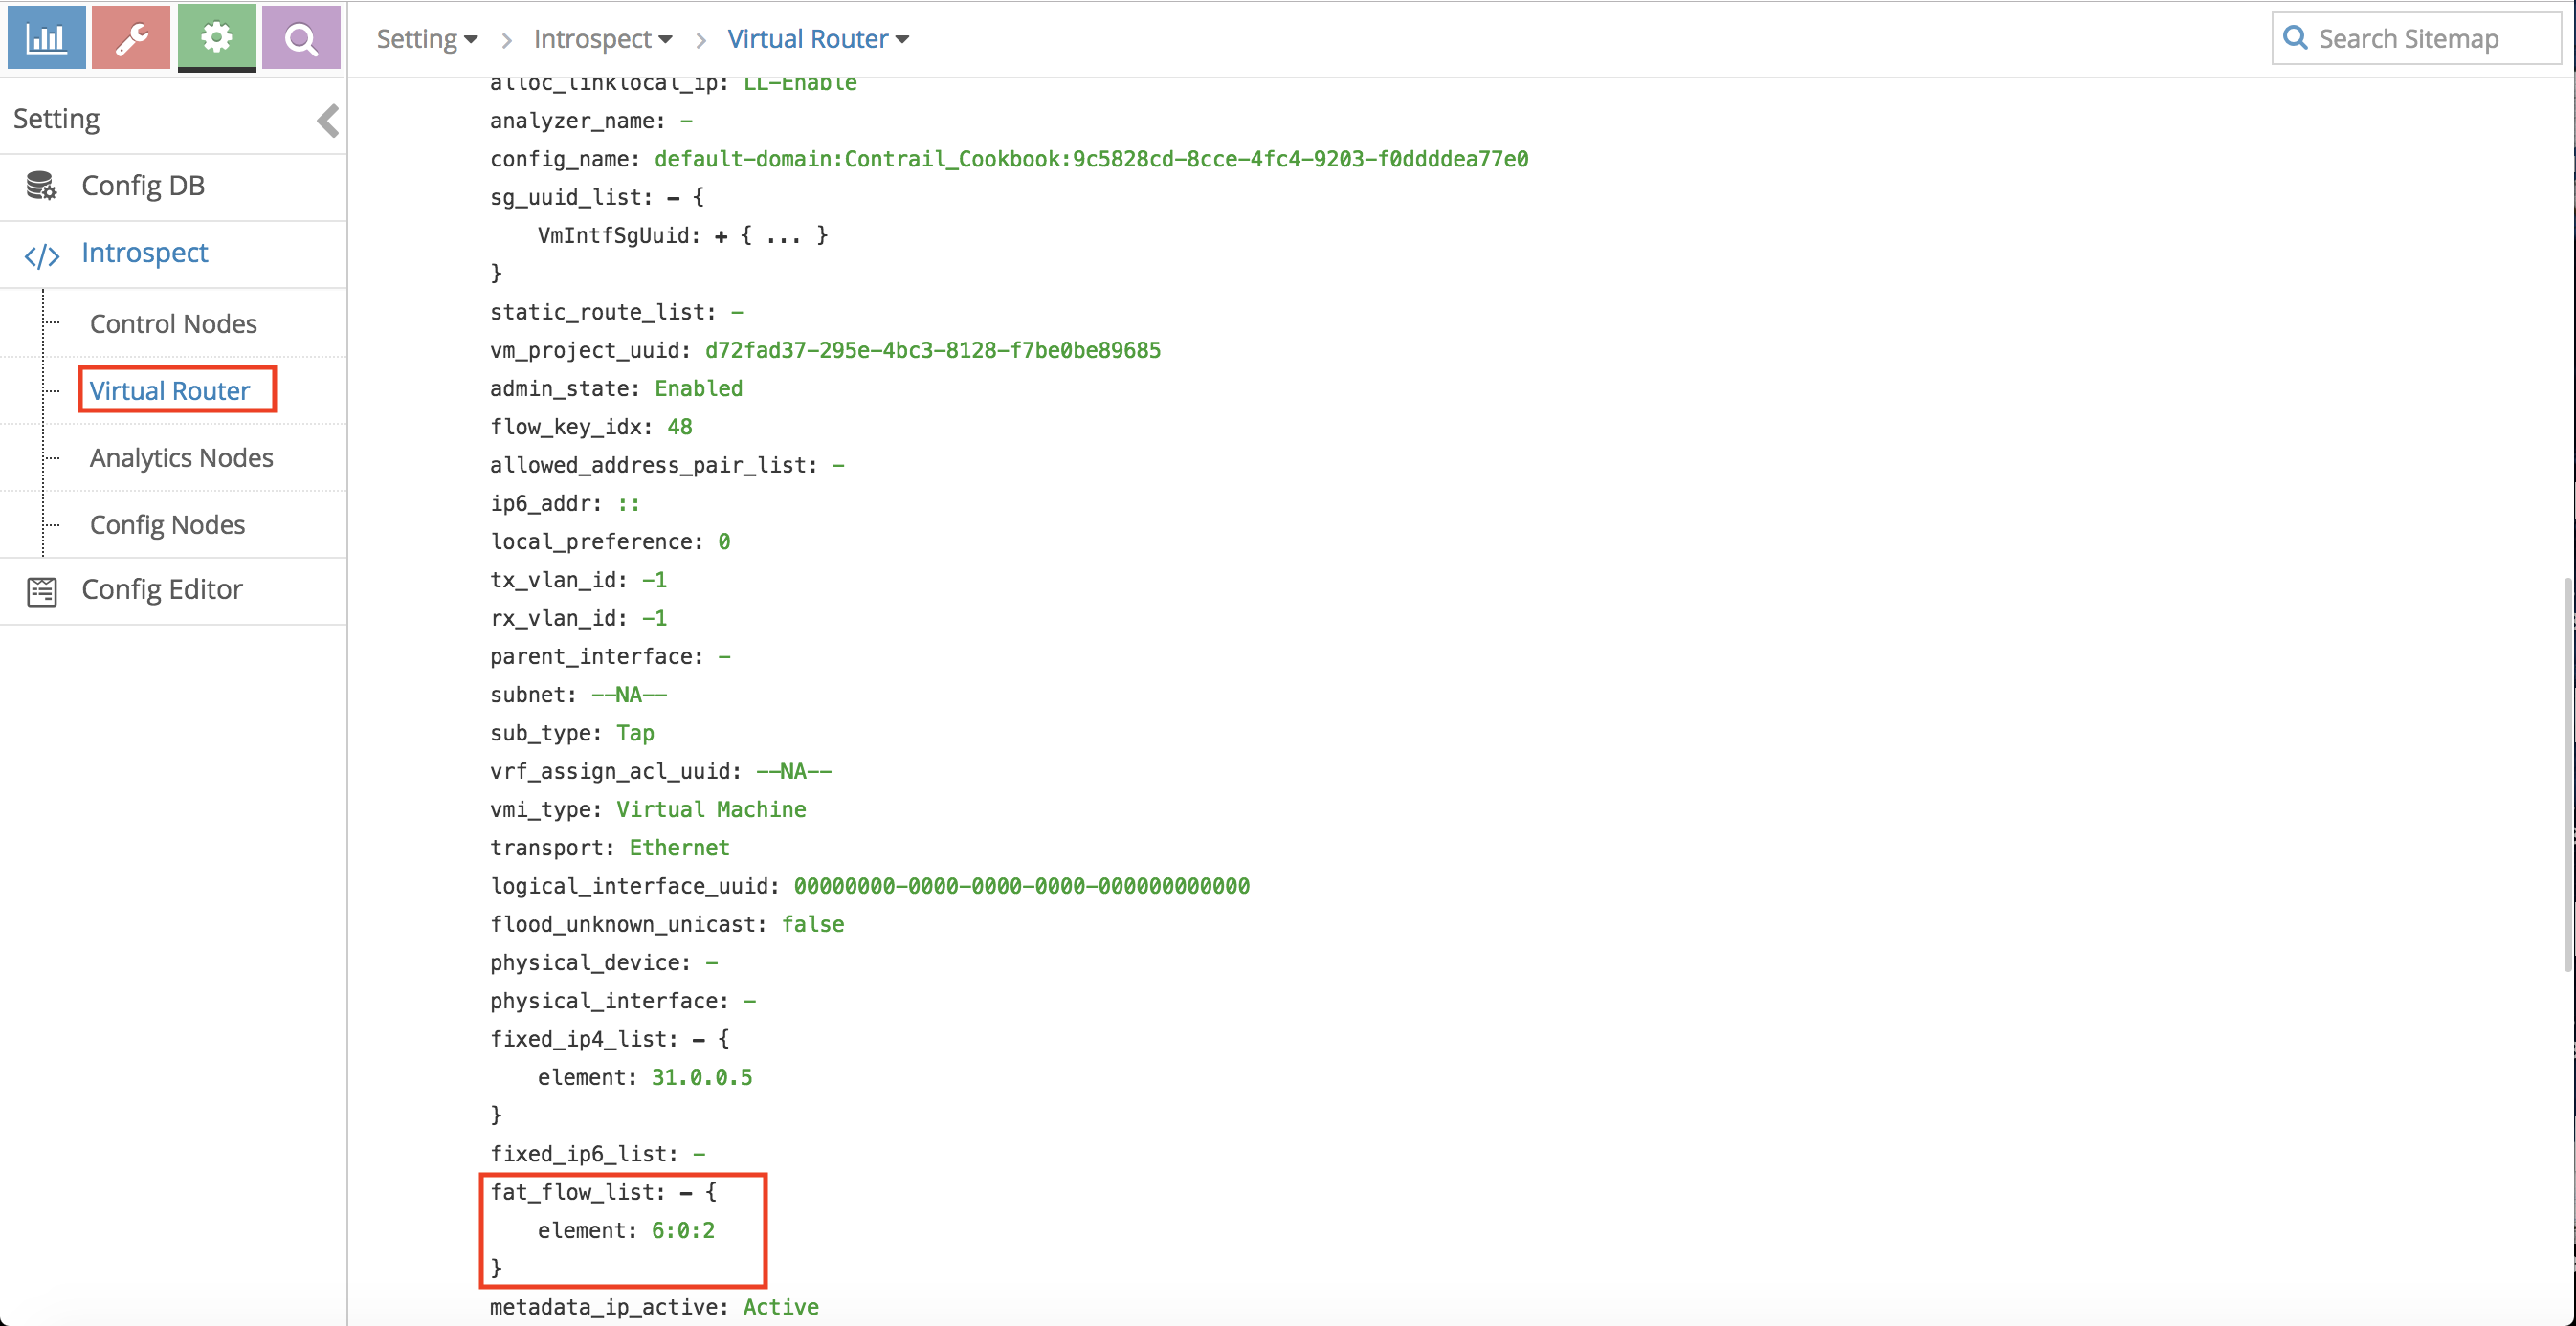 Setting > Introspect > Virtual Router
Search Sitemap
Setting
Config DB
Introspect
Control Nodes
Virtual Router
Analytics Nodes
Config Nodes
Config Editor
alloc_linklocal_ip: LL-Enable
analyzer_name: -
config_name: default-domain:Contrail_Cookbook:9c5828cd-8cce-4fc4-9203-f0ddddea77e0
sg_uuid_list: - {
VmIntfSgUuid: + { ... }
}
static_route_list: -
vm_project_uuid: d72fad37-295e-4bc3-8128-f7be0be89685
admin_state: Enabled
flow_key_idx: 48
allowed_address_pair_list: -
ip6_addr: ::
local_preference: 0
tx_vlan_id: -1
rx_vlan_id: -1
parent_interface: -
subnet: --NA--
sub_type: Tap
vrf_assign_acl_uuid: --NA--
vmi_type: Virtual Machine
transport: Ethernet
logical_interface_uuid: 00000000-0000-0000-0000-000000000000
flood_unknown_unicast: false
physical_device: -
physical_interface: -
fixed_ip4_list: - {
element: 31.0.0.5
}
fixed_ip6_list: -
fat_flow_list: - {
element: 6:0:2
}
metadata_ip_active: Active